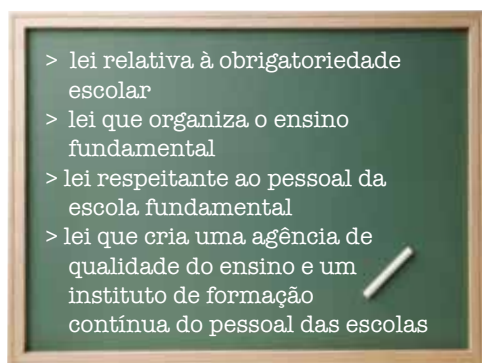 > lei relativa à obrigatoriedade
escolar
> lei que organiza o ensino
fundamental
> lei respeitante ao pessoal da
escola fundamental
> lei que cria uma agência de
qualidade do ensino e um
instituto de formação
contínua do pessoal das escolas